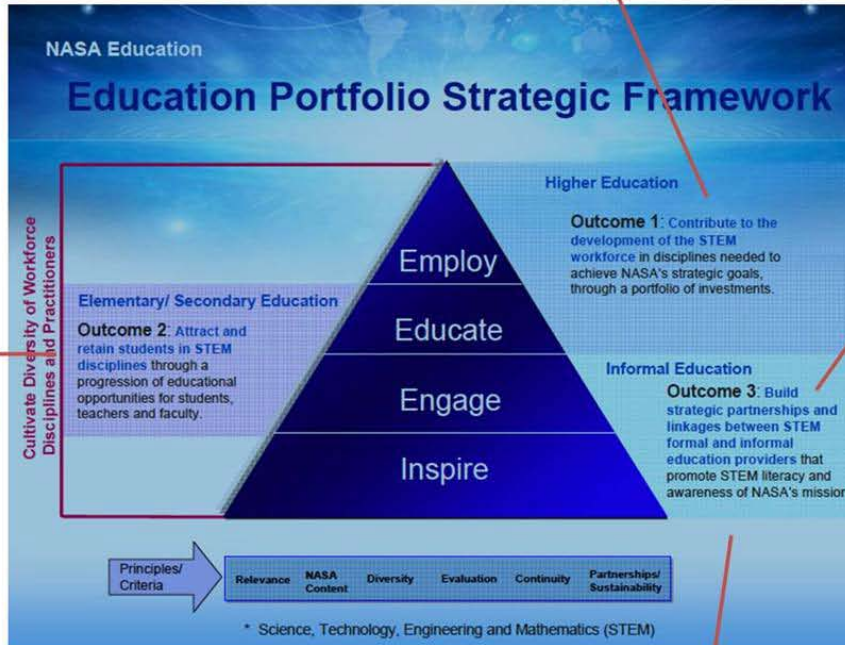 NASA Education
Education Portfolio Strategic Framework
Higher Education
Outcome 1: Contribute to the
development of the STEM
workforce in disciplines needed to
achieve NASA's strategic goals,
through a portfolio of investments.
Employ
Elementary/ Secondary Education
Outcome 2: Attract and
retain students in STEM
disciplines through a
progression of educational
opportunities for students,
teachers and faculty.
Educate
Informal Education
Outcome 3: Build
strategic partnerships and
linkages between STEM
formal and informal
education providers that
promote STEM literacy and
awareness of NASA's mission
Engage
Inspire
Cultivate Diversity of Workforce
Disciplines and Practitioners
Principles/
Criteria
Relevance
NASA
Content
Diversity
Evaluation
Continuity
Partnerships/
Sustainability
* Science, Technology, Engineering and Mathematics (STEM)